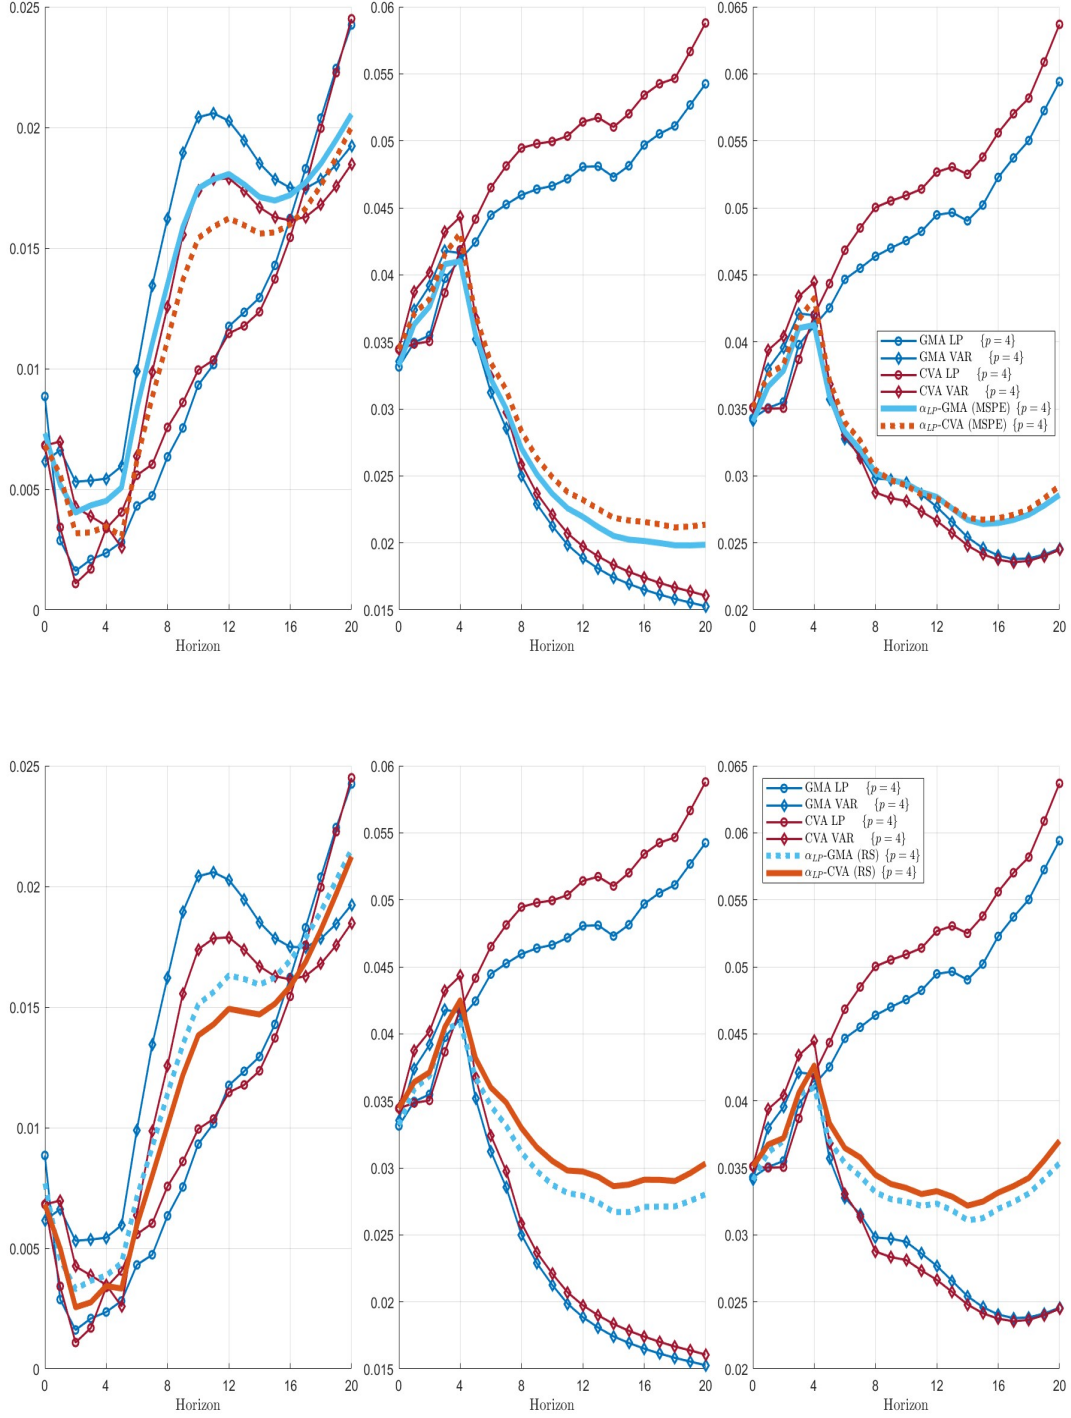 0.025
0.02
0.015
0.01
0.005
0
0 4 8 12 16 20
Horizon
0.06
0.055
0.05
0.045
0.04
0.035
0.03
0.025
0.02
0.015
0 4 8 12 16 20
Horizon
0.065
0.06
0.055
0.05
0.045
0.04
0.035
0.03
0.025
0.02
0 4 8 12 16 20
Horizon
GMA LP {p = 4}
GMA VAR {p = 4}
CVA LP {p = 4}
CVA VAR {p = 4}
α_{LP}-GMA (MSPE) {p = 4}
α_{LP}-CVA (MSPE) {p = 4}
0.025
0.02
0.015
0.01
0.005
0
0 4 8 12 16 20
Horizon
0.06
0.055
0.05
0.045
0.04
0.035
0.03
0.025
0.02
0.015
0 4 8 12 16 20
Horizon
0.065
0.06
0.055
0.05
0.045
0.04
0.035
0.03
0.025
0.02
0 4 8 12 16 20
Horizon
GMA LP {p = 4}
GMA VAR {p = 4}
CVA LP {p = 4}
CVA VAR {p = 4}
α_{LP}-GMA (RS) {p = 4}
α_{LP}-CVA (RS) {p = 4}